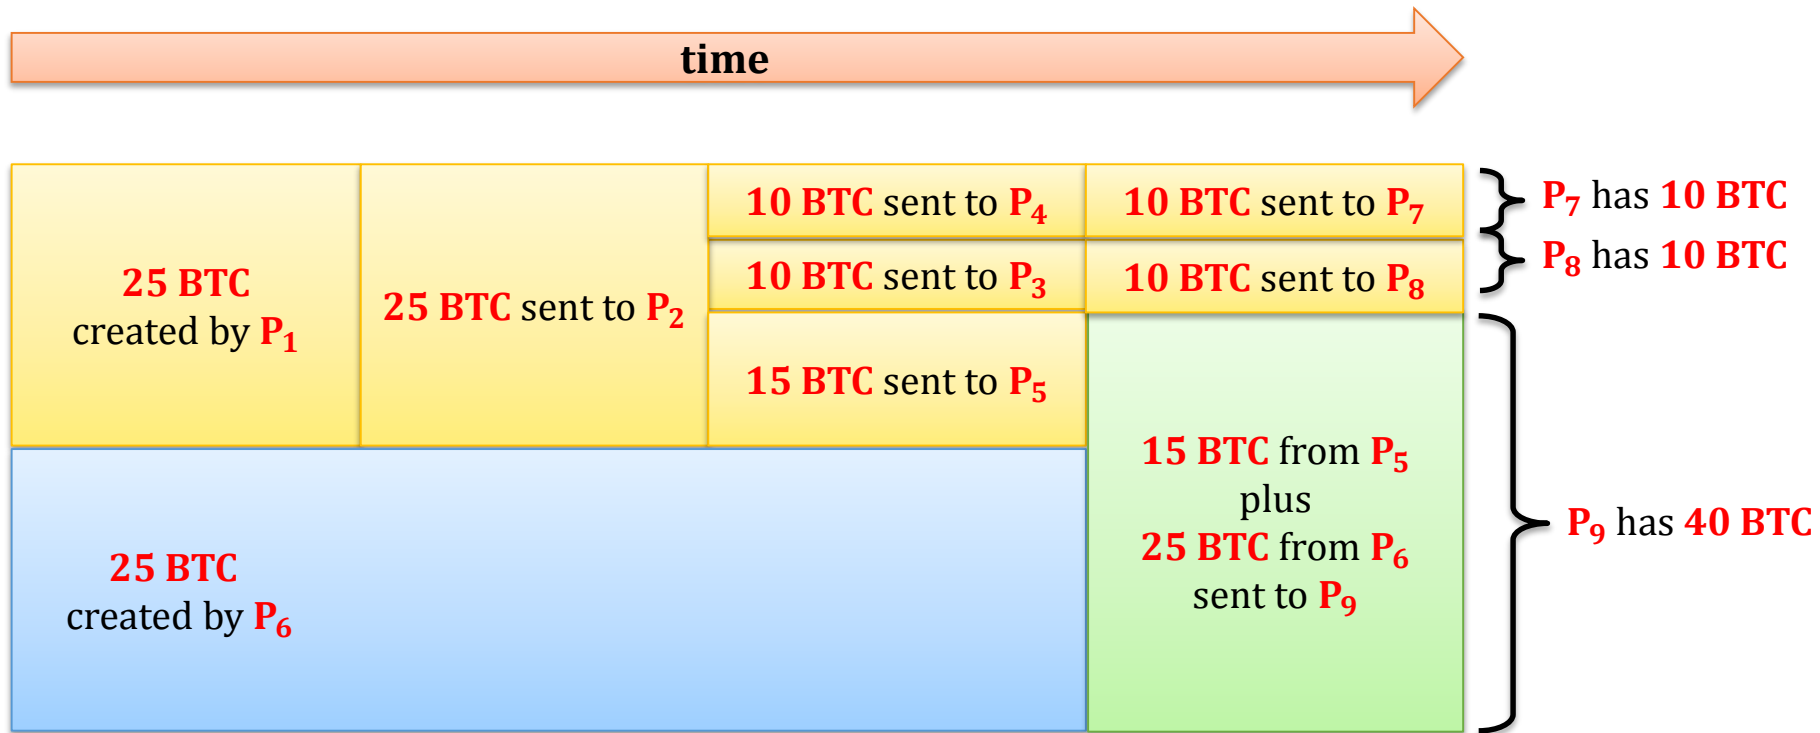 time
25 BTC
created by P₁
25 BTC sent to P₂
10 BTC sent to P₄
10 BTC sent to P₇
P₇ has 10 BTC
10 BTC sent to P₃
10 BTC sent to P₈
P₈ has 10 BTC
15 BTC sent to P₅
15 BTC from P₅
plus
25 BTC from P₆
sent to P₉
P₉ has 40 BTC
25 BTC
created by P₆